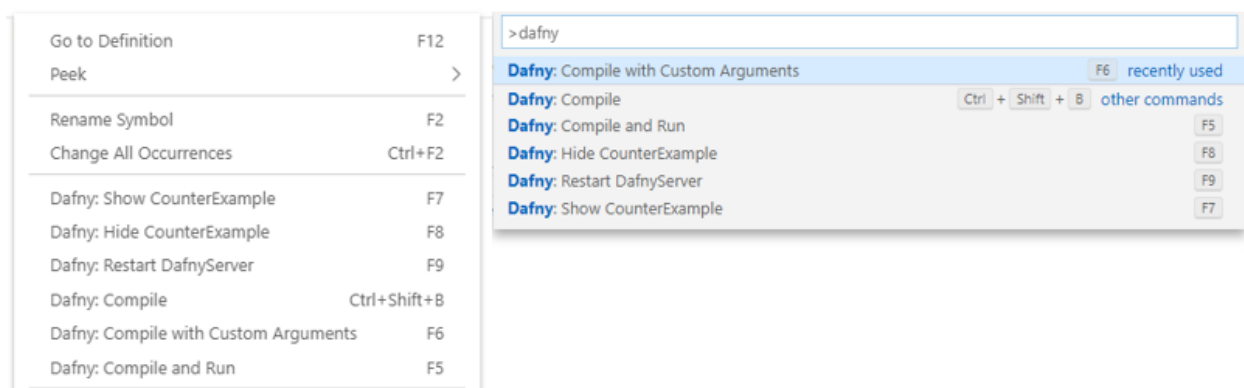 Go to Definition F12
Peek >
Rename Symbol F2
Change All Occurrences Ctrl+F2
Dafny: Show CounterExample F7
Dafny: Hide CounterExample F8
Dafny: Restart DafnyServer F9
Dafny: Compile Ctrl+Shift+B
Dafny: Compile with Custom Arguments F6
Dafny: Compile and Run F5
>dafny
Dafny: Compile with Custom Arguments F6 recently used
Dafny: Compile Ctrl + Shift + B other commands
Dafny: Compile and Run F5
Dafny: Hide CounterExample F8
Dafny: Restart DafnyServer F9
Dafny: Show CounterExample F7